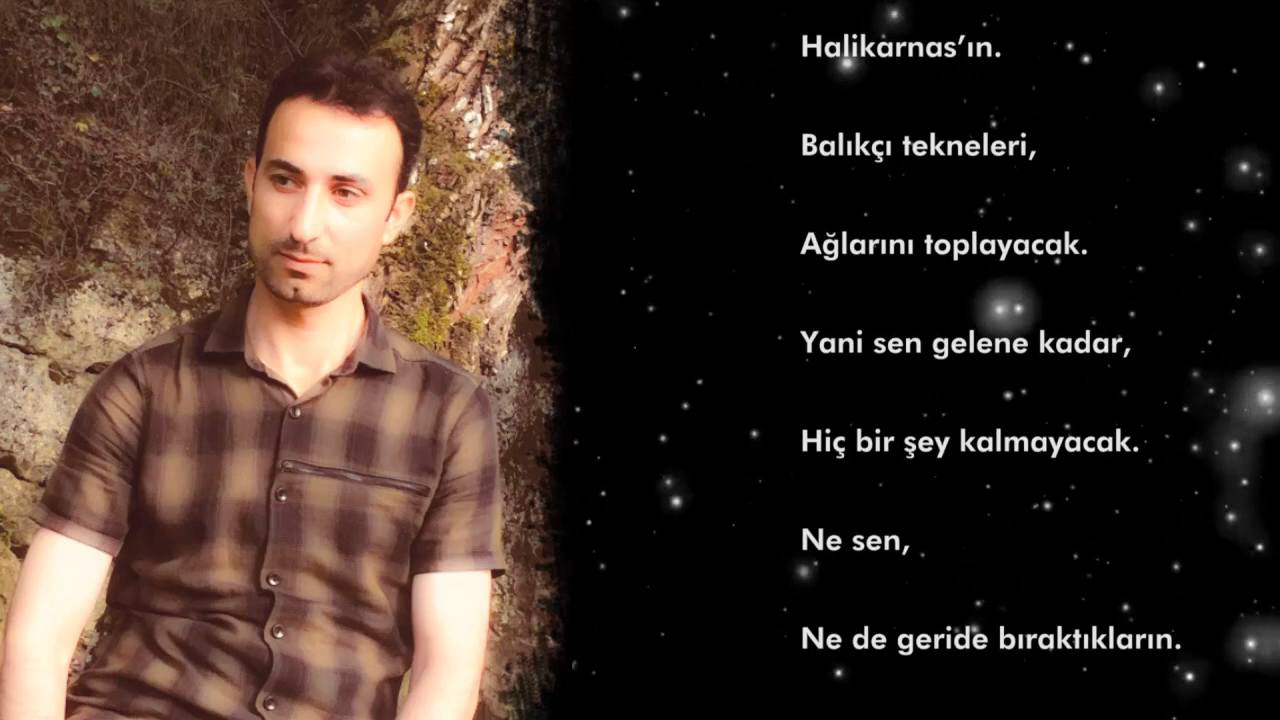 Halikarnas’ın.
Balıkçı tekneleri,
Ağlarını toplayacak.
Yani sen gelene kadar,
Hiç bir şey kalmayacak.
Ne sen,
Ne de geride bıraktıkların.